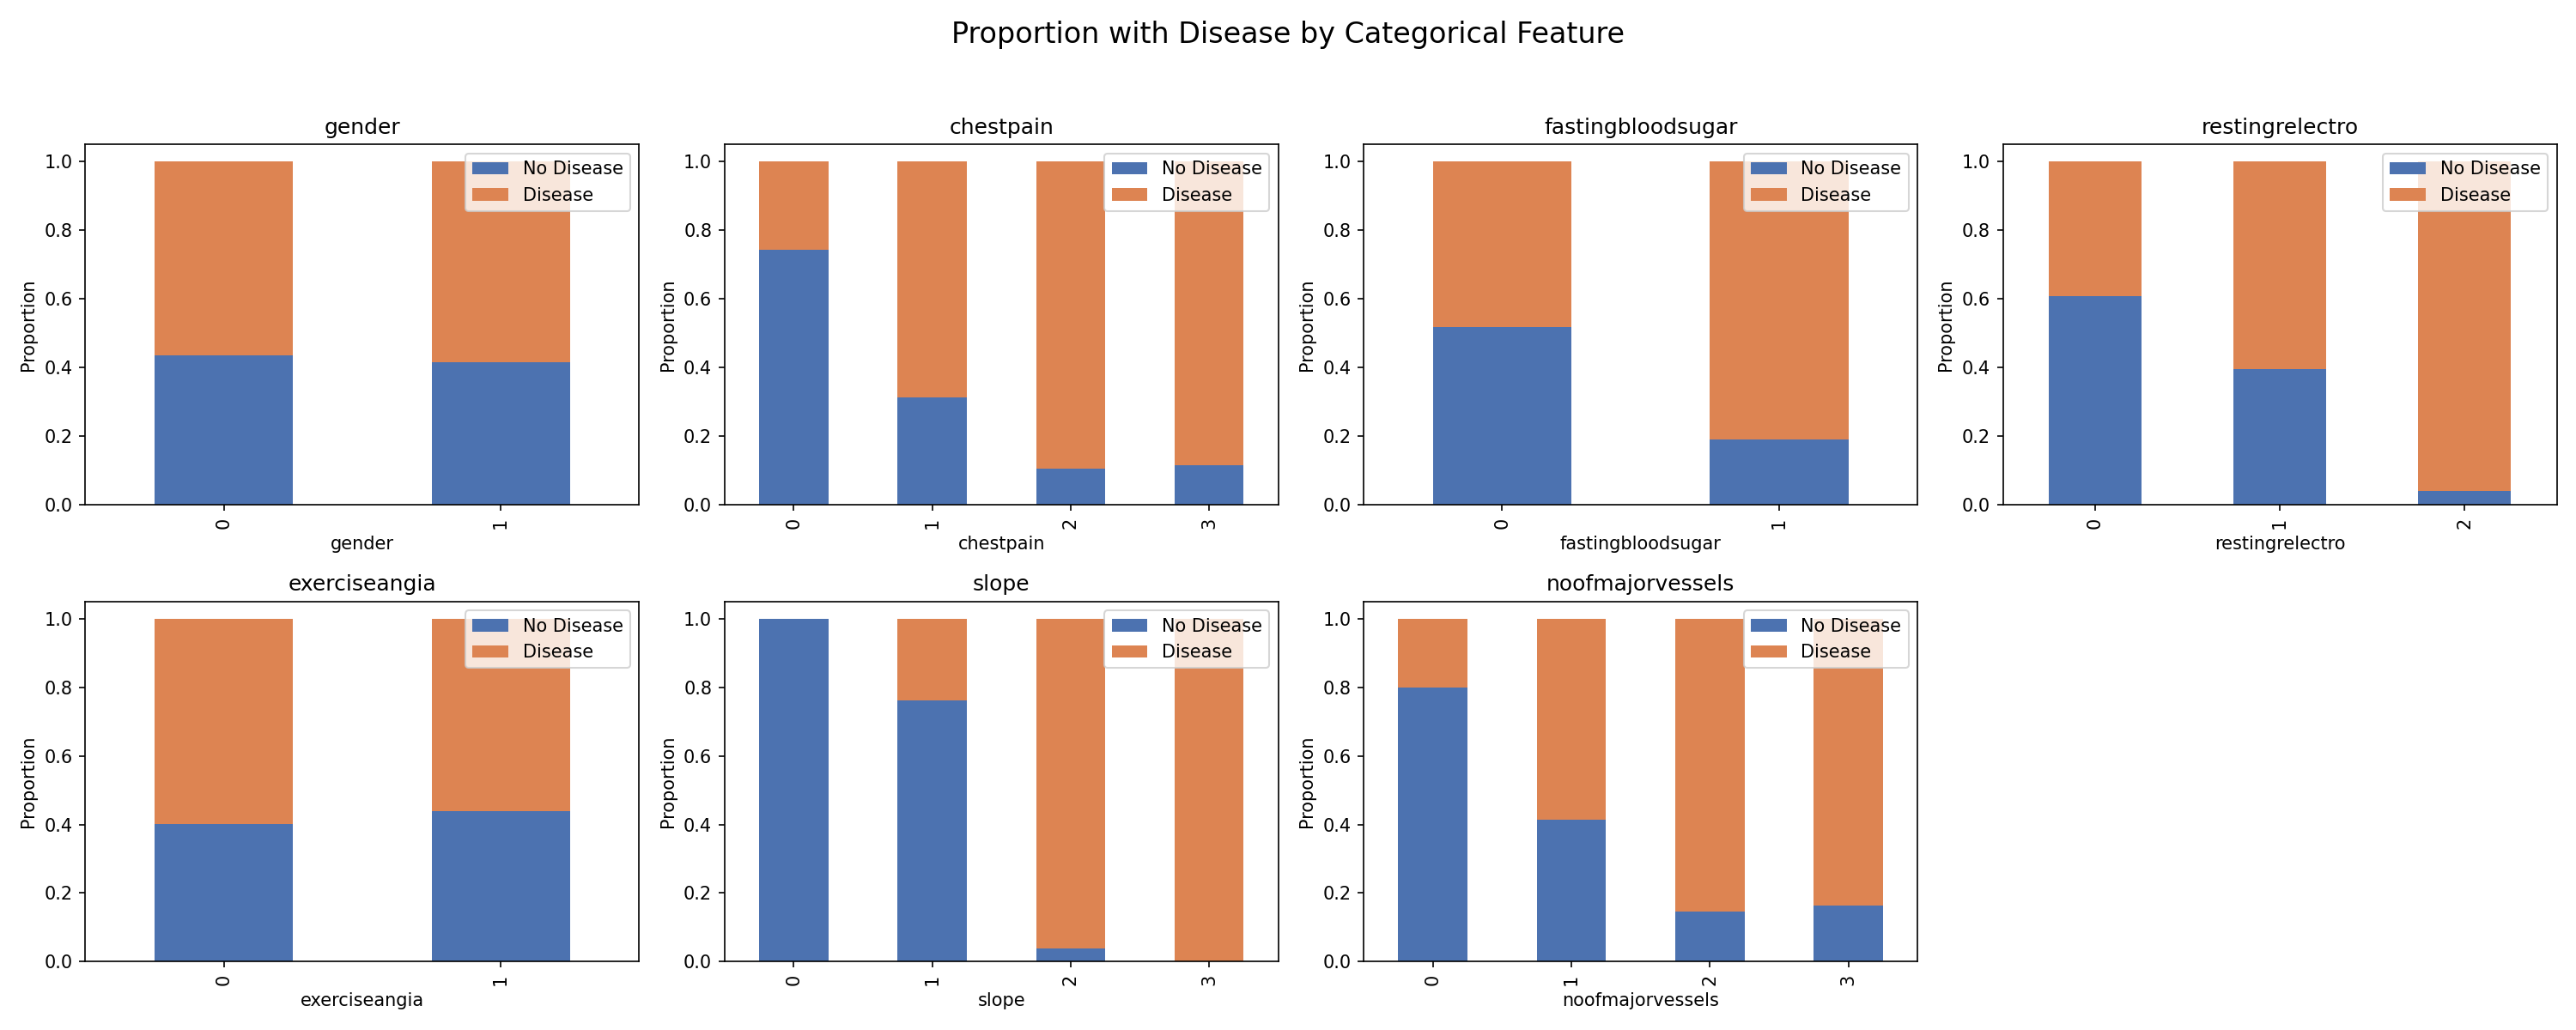 Proportion with Disease by Categorical Feature
gender
1.0
0.8
0.6
0.4
0.2
0.0
Proportion
No Disease
Disease
0 1
gender
chestpain
1.0
0.8
0.6
0.4
0.2
0.0
Proportion
No Disease
Disease
0 1 2 3
chestpain
fastingbloodsugar
1.0
0.8
0.6
0.4
0.2
0.0
Proportion
No Disease
Disease
0 1
fastingbloodsugar
restingrelectro
1.0
0.8
0.6
0.4
0.2
0.0
Proportion
No Disease
Disease
0 1 2
restingrelectro
exerciseangia
1.0
0.8
0.6
0.4
0.2
0.0
Proportion
No Disease
Disease
0 1
exerciseangia
slope
1.0
0.8
0.6
0.4
0.2
0.0
Proportion
No Disease
Disease
0 1 2 3
slope
noofmajorvessels
1.0
0.8
0.6
0.4
0.2
0.0
Proportion
No Disease
Disease
0 1 2 3
noofmajorvessels